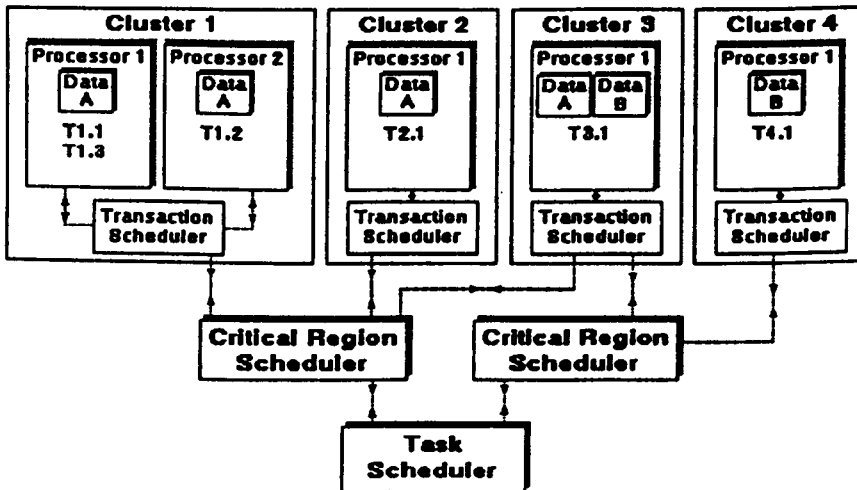 Cluster 1
Processor 1
Data
A
T1.1
T1.3
Processor 2
Data
A
T1.2
Transaction
Scheduler
Cluster 2
Processor 1
Data
A
T2.1
Transaction
Scheduler
Cluster 3
Processor 1
Data
A
Data
B
T3.1
Transaction
Scheduler
Cluster 4
Processor 1
Data
B
T4.1
Transaction
Scheduler
Critical Region
Scheduler
Critical Region
Scheduler
Task
Scheduler